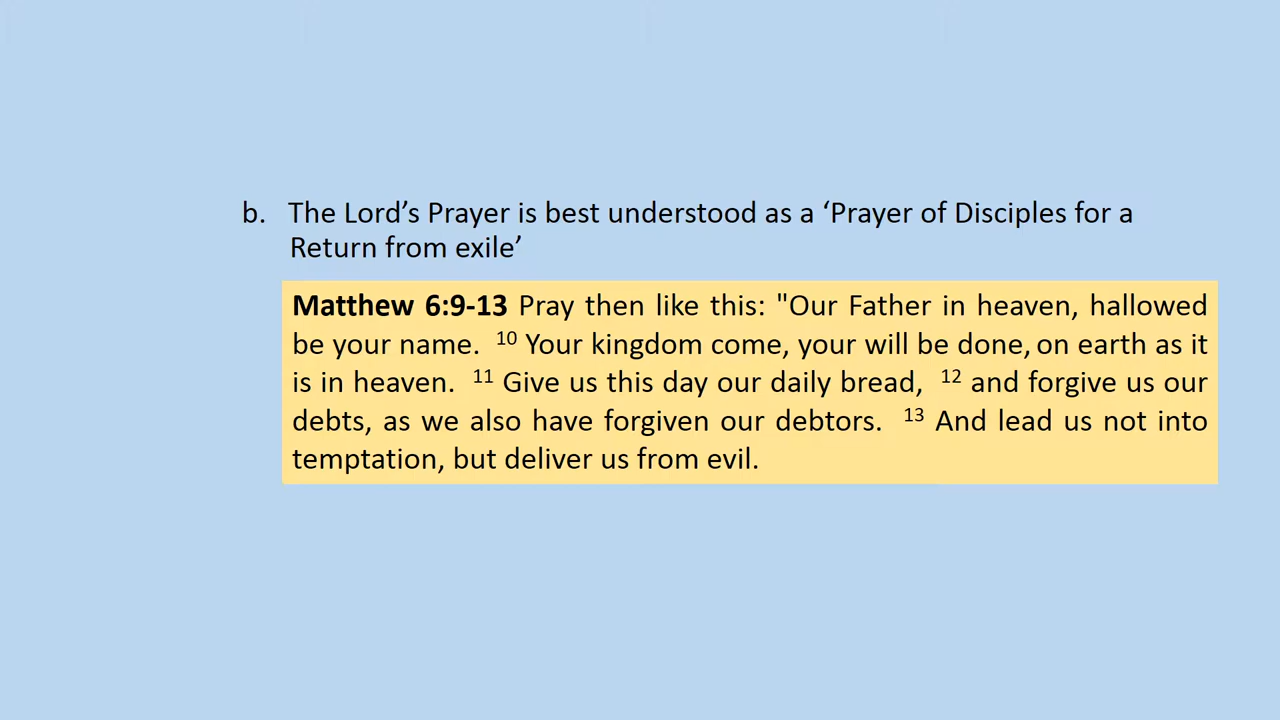 b. The Lord’s Prayer is best understood as a ‘Prayer of Disciples for a
Return from exile’
Matthew 6:9-13 Pray then like this: "Our Father in heaven, hallowed
be your name. 10 Your kingdom come, your will be done, on earth as it
is in heaven. 11 Give us this day our daily bread, 12 and forgive us our
debts, as we also have forgiven our debtors. 13 And lead us not into
temptation, but deliver us from evil.